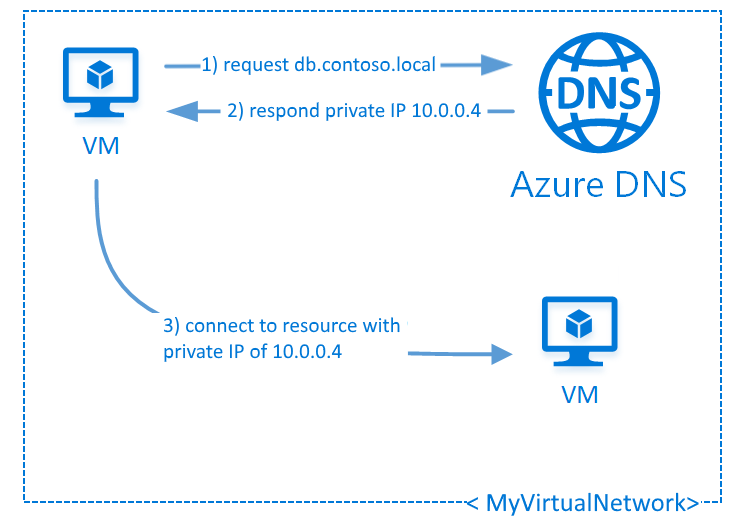 1) request db.contoso.local
2) respond private IP 10.0.0.4
DNS
VM
Azure DNS
3) connect to resource with
private IP of 10.0.0.4
VM
< MyVirtualNetwork>